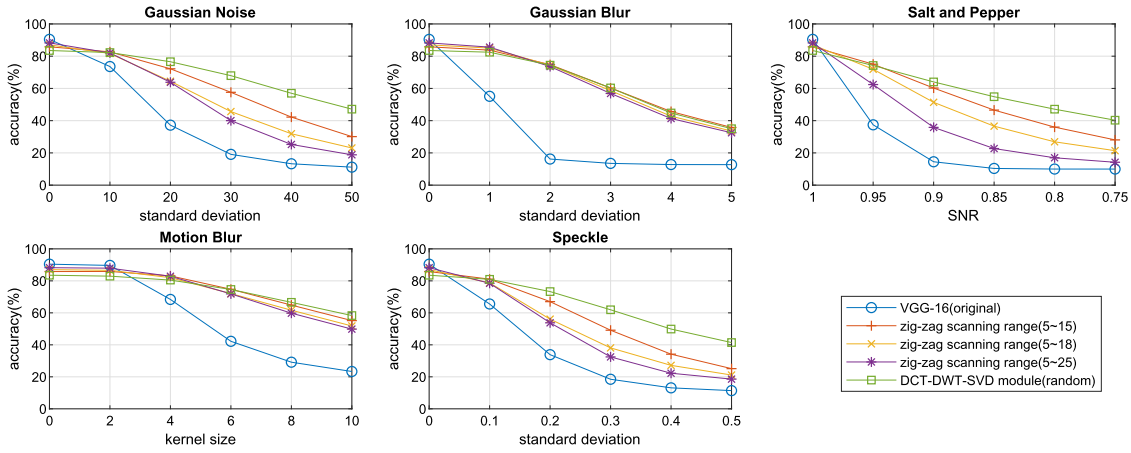 Gaussian Noise
100
80
60
40
20
0
accuracy(%)
0 10 20 30 40 50
standard deviation
Gaussian Blur
100
80
60
40
20
0
accuracy(%)
0 1 2 3 4 5
standard deviation
Salt and Pepper
100
80
60
40
20
0
accuracy(%)
1 0.95 0.9 0.85 0.8 0.75
SNR
Motion Blur
100
80
60
40
20
0
accuracy(%)
0 2 4 6 8 10
kernel size
Speckle
100
80
60
40
20
0
accuracy(%)
0 0.1 0.2 0.3 0.4 0.5
standard deviation
VGG-16(original)
zig-zag scanning range(5~15)
zig-zag scanning range(5~18)
zig-zag scanning range(5~25)
DCT-DWT-SVD module(random)